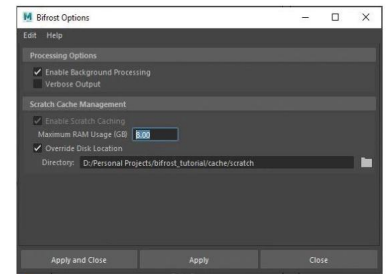 Bifrost Options
Edit Help
Processing Options
Enable Background Processing
Verbose Output
Scratch Cache Management
Enable Scratch Caching
Maximum RAM Usage (GB) 8.00
Override Disk Location
Directory: D:/Personal Projects/bifrost_tutorial/cache/scratch
Apply and Close Apply Close